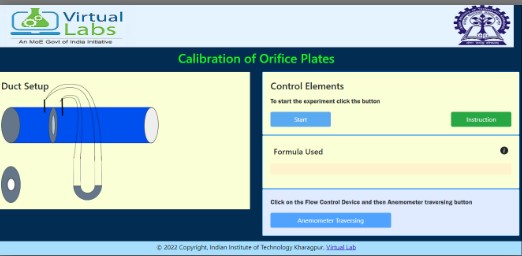 Virtual
Labs
An MoE Govt of India Initiative
Calibration of Orifice Plates
Duct Setup
Control Elements
To start the experiment click the button
Start
Instruction
Formula Used
i
Click on the Flow Control Device and then Anemometer traversing button
Anemometer Traversing
© 2022 Copyright, Indian Institute of Technology Kharagpur. Virtual Lab